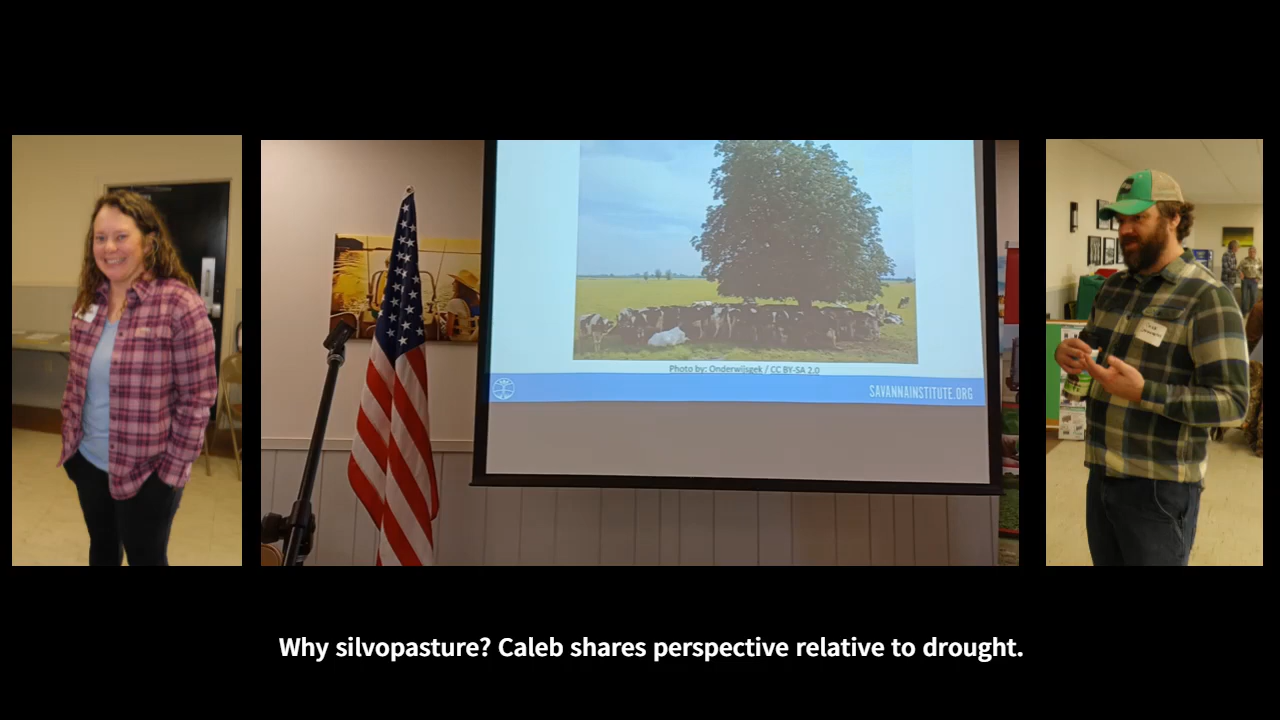 Photo by: Onderwijsgek / CC BY-SA 2.0
SAVANNAINSTITUTE.ORG
Why silvopasture? Caleb shares perspective relative to drought.